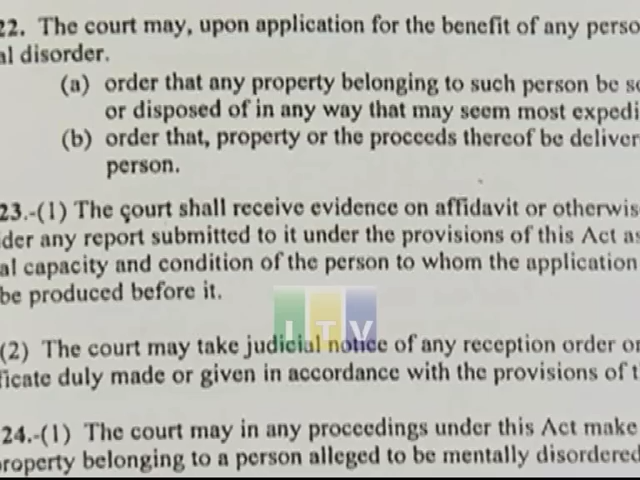 22. The court may, upon application for the benefit of any perso
al disorder.
(a) order that any property belonging to such person be so
or disposed of in any way that may seem most expedi
(b) order that, property or the proceeds thereof be deliver
person.
23.-(1) The court shall receive evidence on affidavit or otherwis
der any report submitted to it under the provisions of this Act as
al capacity and condition of the person to whom the application
be produced before it.
ITV
(2) The court may take judicial notice of any reception order or
ficate duly made or given in accordance with the provisions of t
24.-(1) The court may in any proceedings under this Act make
property belonging to a person alleged to be mentally disordered